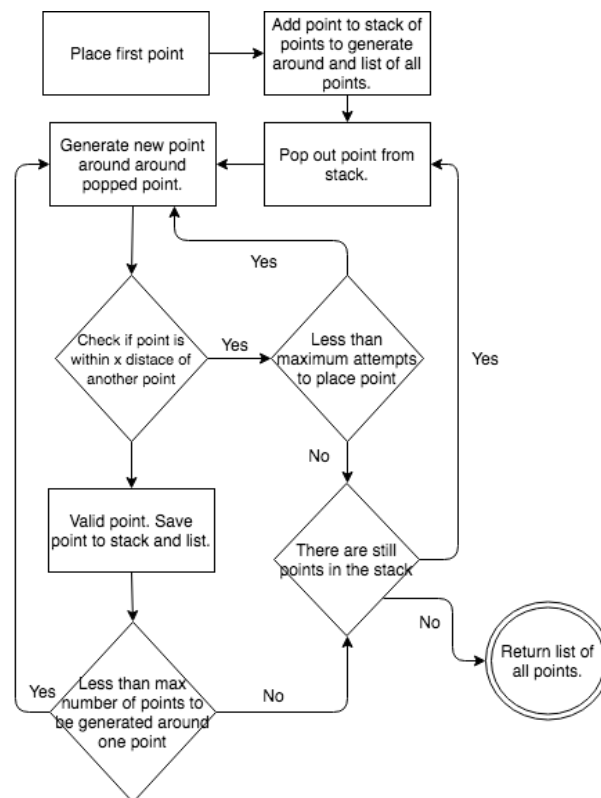 Place first point
Add point to stack of
points to generate
around and list of all
points.
Generate new point
around around
popped point.
Pop out point from
stack.
Yes
Check if point is
within x distace of
another point
Yes
Less than
maximum attempts
to place point
Yes
No
Valid point. Save
point to stack and list.
There are still
points in the stack
No
Return list of
all points.
Yes
Less than max
number of points to
be generated around
one point
No